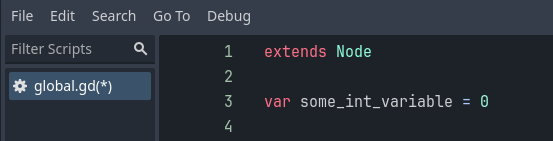 File Edit Search Go To Debug
Filter Scripts
global.gd(*)
1 extends Node
2
3 var some_int_variable = 0
4